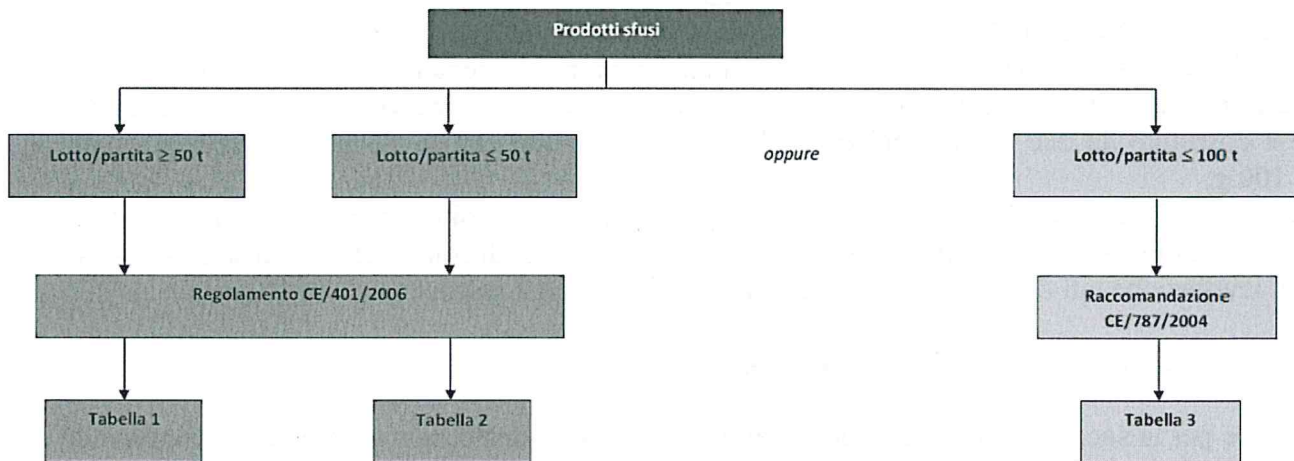 Prodotti sfusi
Lotto/partita ≥ 50 t
Lotto/partita ≤ 50 t
oppure
Lotto/partita ≤ 100 t
Regolamento CE/401/2006
Raccomandazione
CE/787/2004
Tabella 1
Tabella 2
Tabella 3